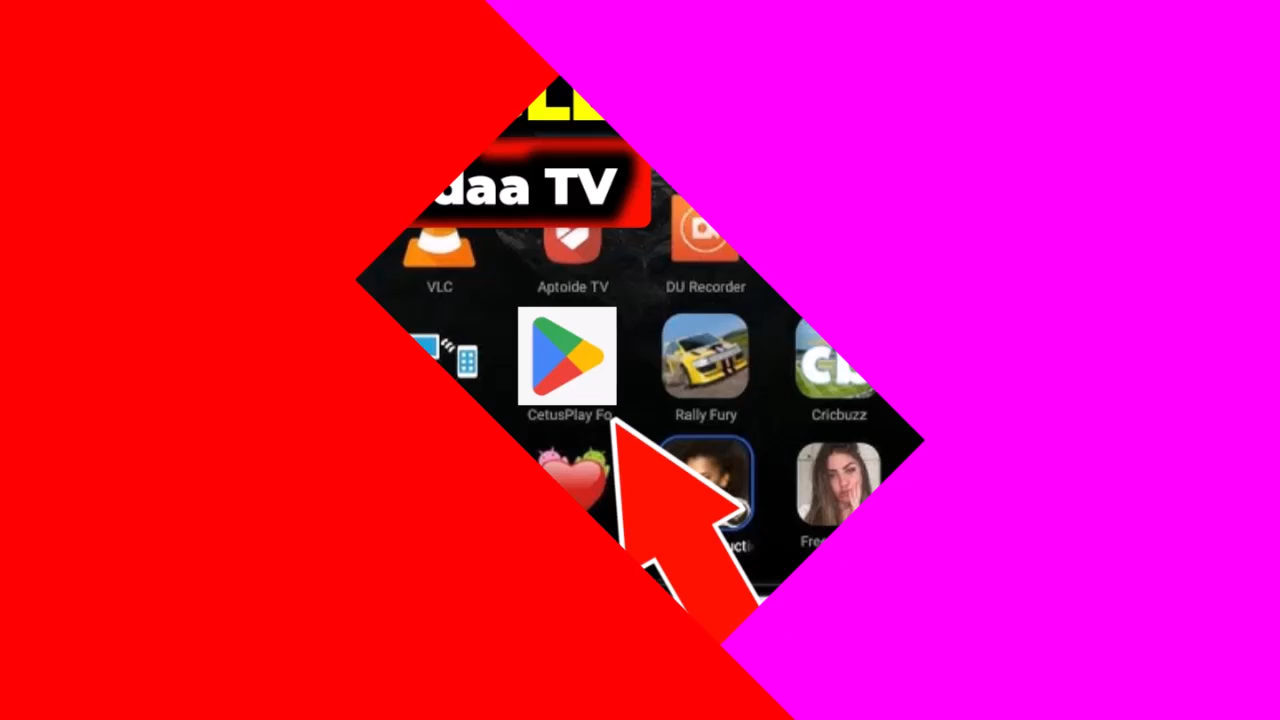 daa TV
VLC
Aptoide TV
DU Recorder
CetusPlay Fo
Rally Fury
Cricbuzz